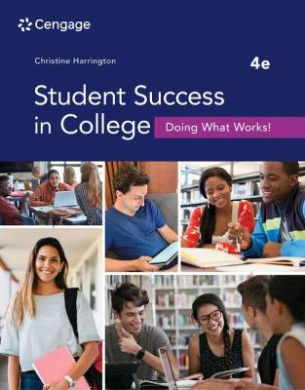 Cengage
Christine Harrington
4e
Student Success
in College
Doing What Works!